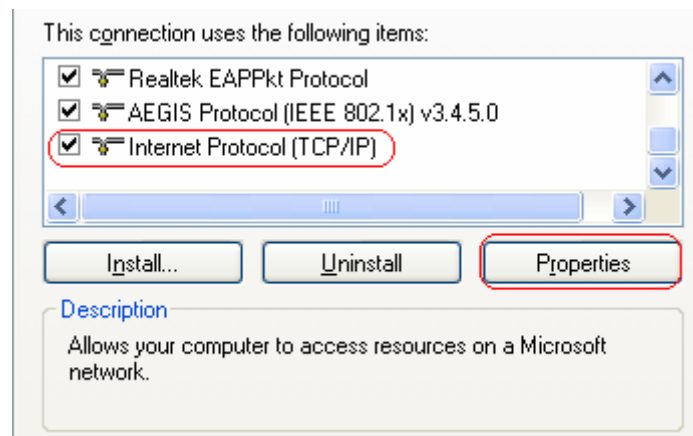 This connection uses the following items:
Realtek EAPPkt Protocol
AEGIS Protocol (IEEE 802.1x) v3.4.5.0
Internet Protocol (TCP/IP)
Install...
Uninstall
Properties
Description
Allows your computer to access resources on a Microsoft
network.